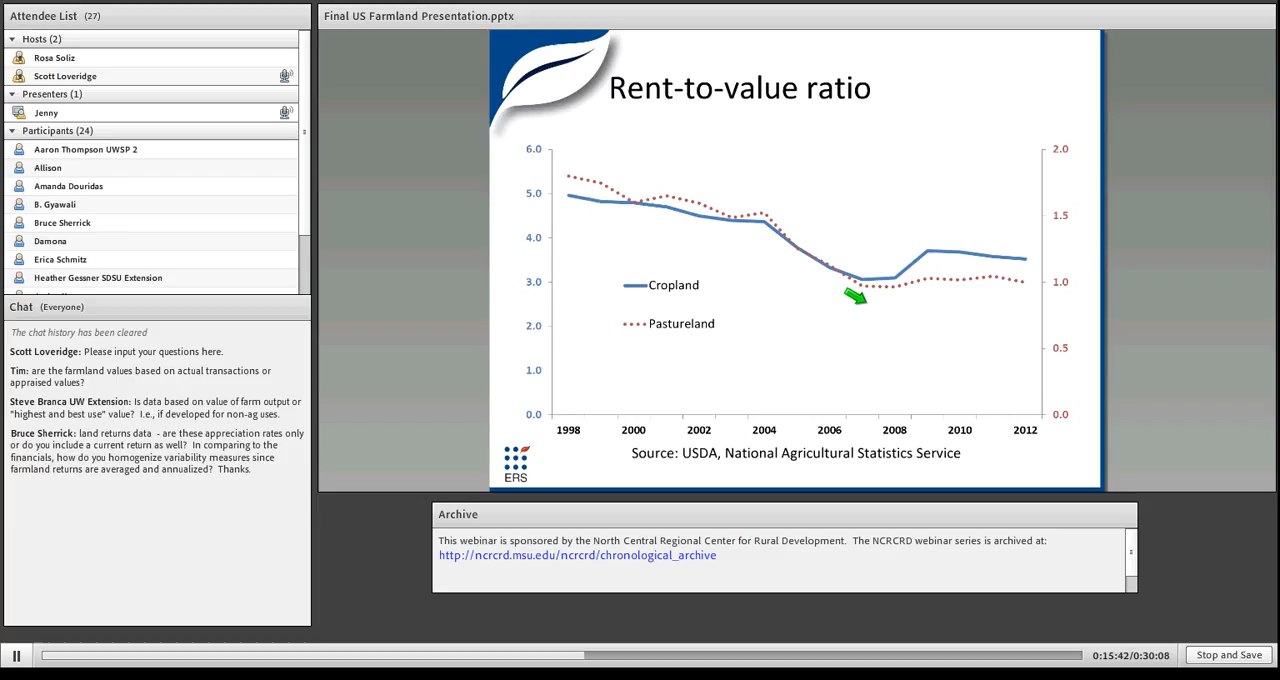 Attendee List (27)
Hosts (2)
Rosa Soliz
Scott Loveridge
Presenters (1)
Jenny
Participants (24)
Aaron Thompson UWSP 2
Allison
Amanda Douridas
B. Gyawali
Bruce Sherrick
Damona
Erica Schmitz
Heather Gessner SDSU Extension
Chat (Everyone)
The chat history has been cleared
Scott Loveridge: Please input your questions here.
Tim: are the farmland values based on actual transactions or
appraised values?
Steve Branca UW Extension: Is data based on value of farm output or
"highest and best use" value? I.e., if developed for non-ag uses.
Bruce Sherrick: land returns data - are these appreciation rates only
or do you include a current return as well? In comparing to the
financials, how do you homogenize variability measures since
farmland returns are averaged and annualized? Thanks.
Final US Farmland Presentation.pptx
Rent-to-value ratio
6.0
5.0
4.0
3.0
2.0
1.0
0.0
2.0
1.5
1.0
0.5
0.0
Cropland
Pastureland
1998 2000 2002 2004 2006 2008 2010 2012
Source: USDA, National Agricultural Statistics Service
ERS
Archive
This webinar is sponsored by the North Central Regional Center for Rural Development. The NCRCRD webinar series is archived at:
http://ncrcrd.msu.edu/ncrcrd/chronological_archive
0:15:42/0:30:08
Stop and Save